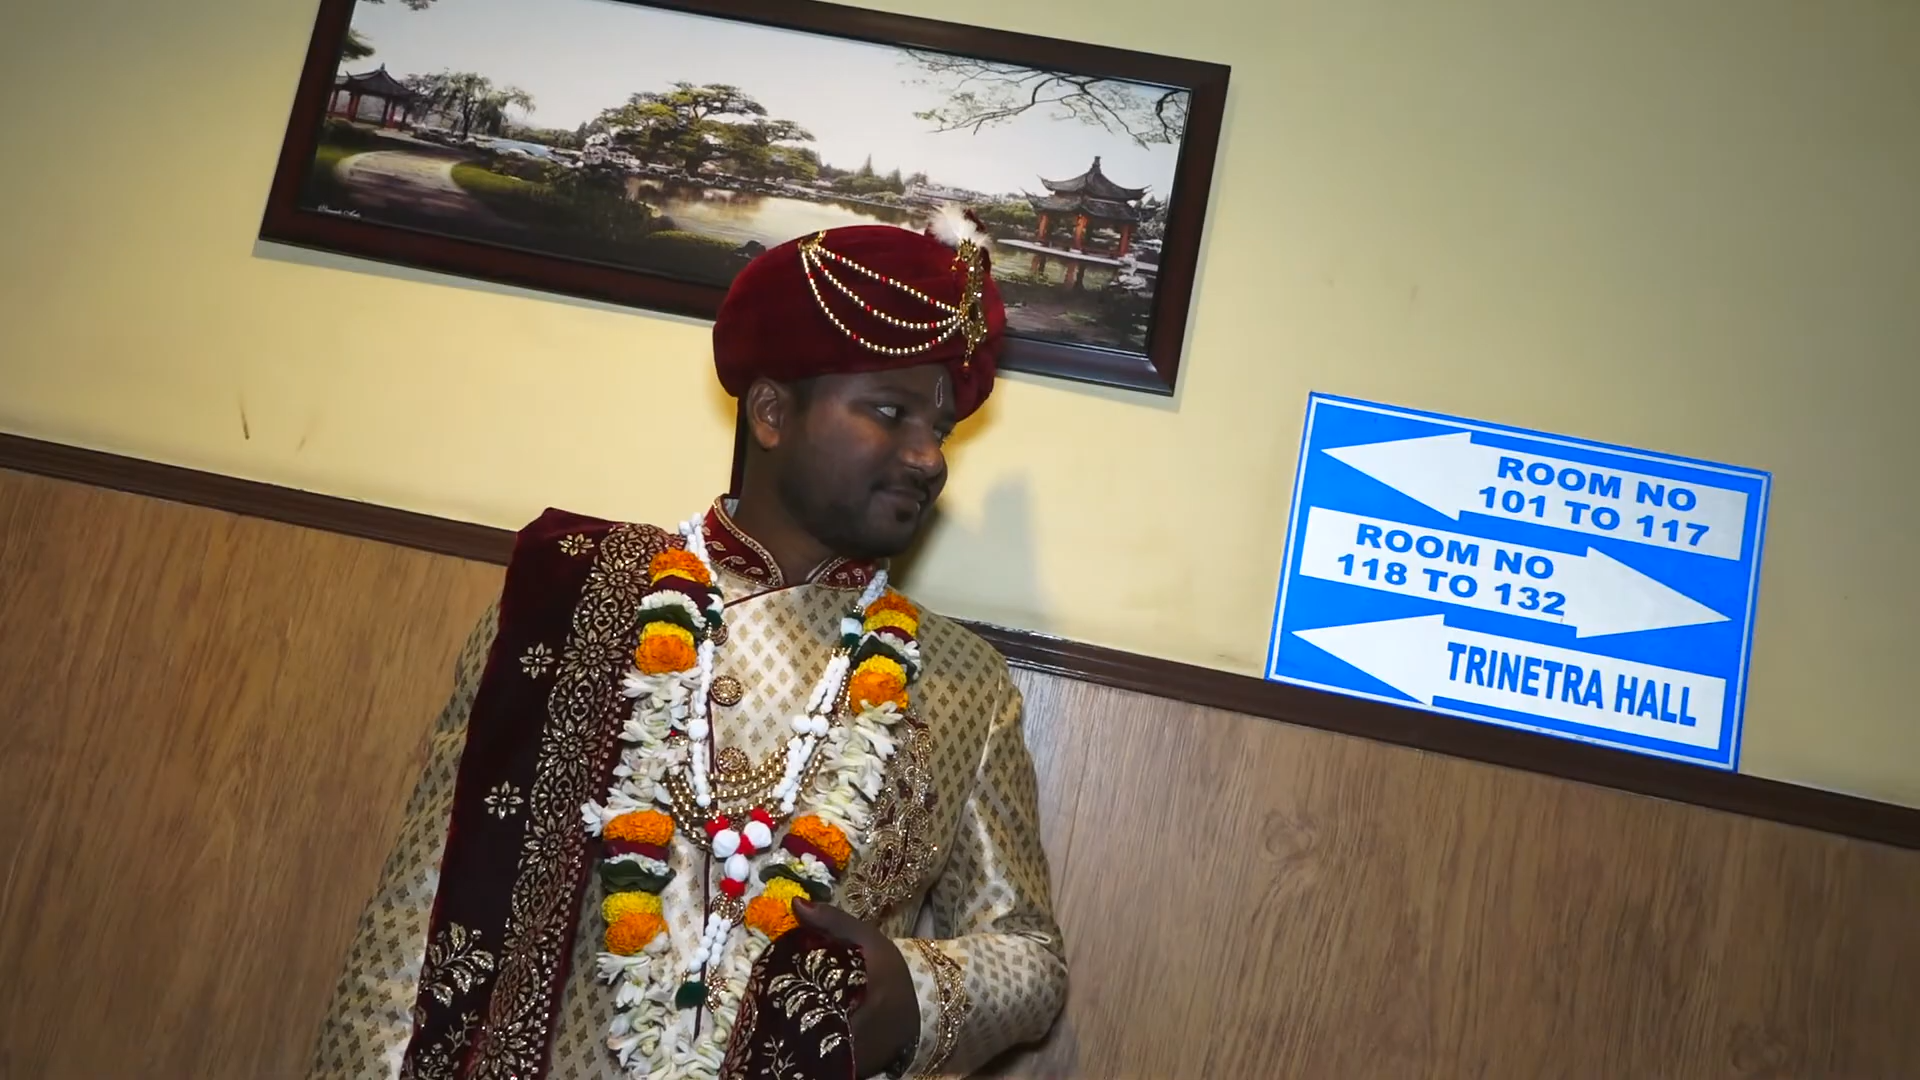 ROOM NO
101 TO 117
ROOM NO
118 TO 132
TRINETRA HALL